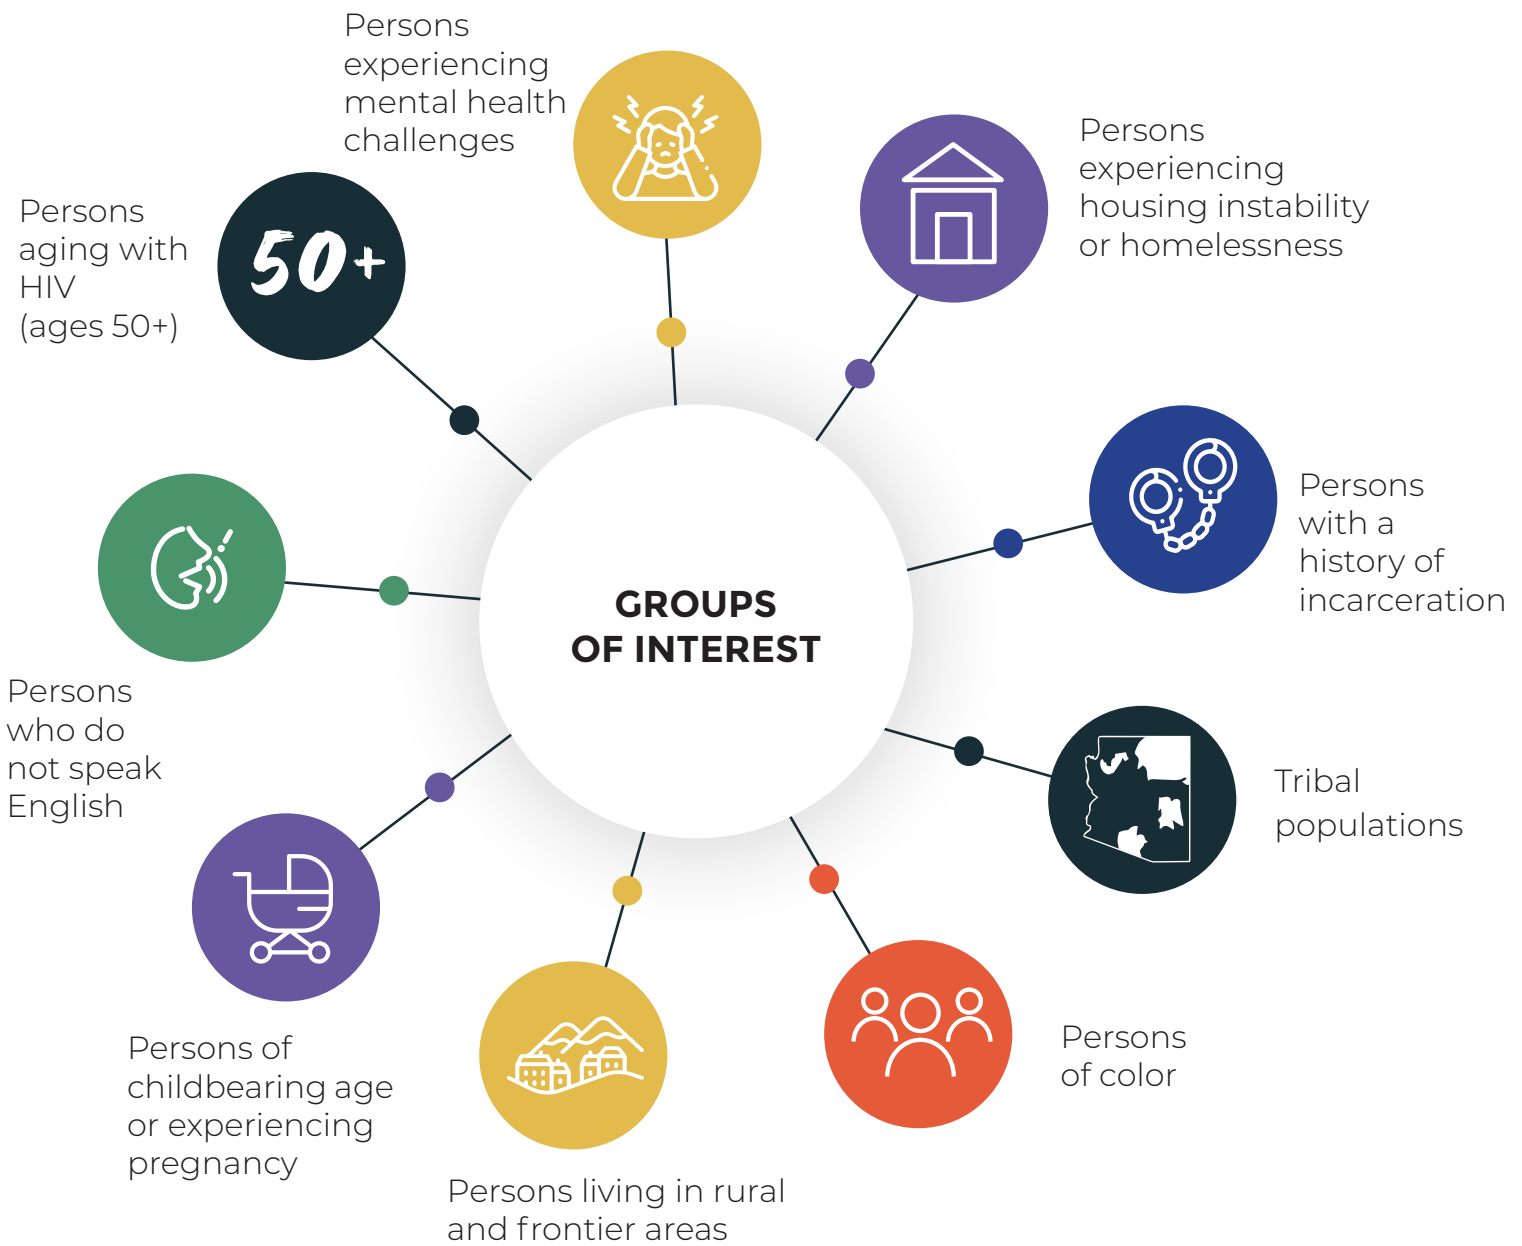 Persons
experiencing
mental health
challenges
Persons
experiencing
housing instability
or homelessness
Persons
aging with
HIV
(ages 50+)
50+
Persons
with a
history of
incarceration
GROUPS
OF INTEREST
Persons
who do
not speak
English
Tribal
populations
Persons of
childbearing age
or experiencing
pregnancy
Persons
of color
Persons living in rural
and frontier areas